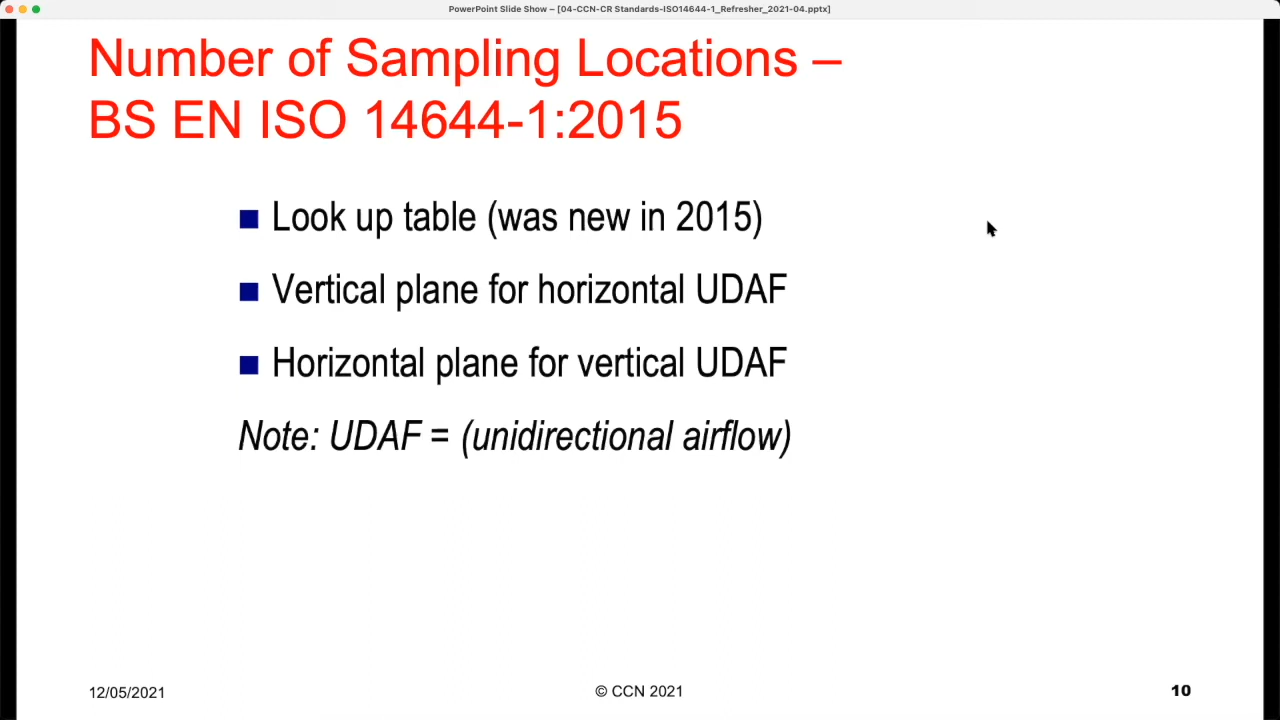 PowerPoint Slide Show – [04-CCN-CR Standards-ISO14644-1_Refresher_2021-04.pptx]
Number of Sampling Locations –
BS EN ISO 14644-1:2015
Look up table (was new in 2015)
Vertical plane for horizontal UDAF
Horizontal plane for vertical UDAF
Note: UDAF = (unidirectional airflow)
12/05/2021
© CCN 2021
10